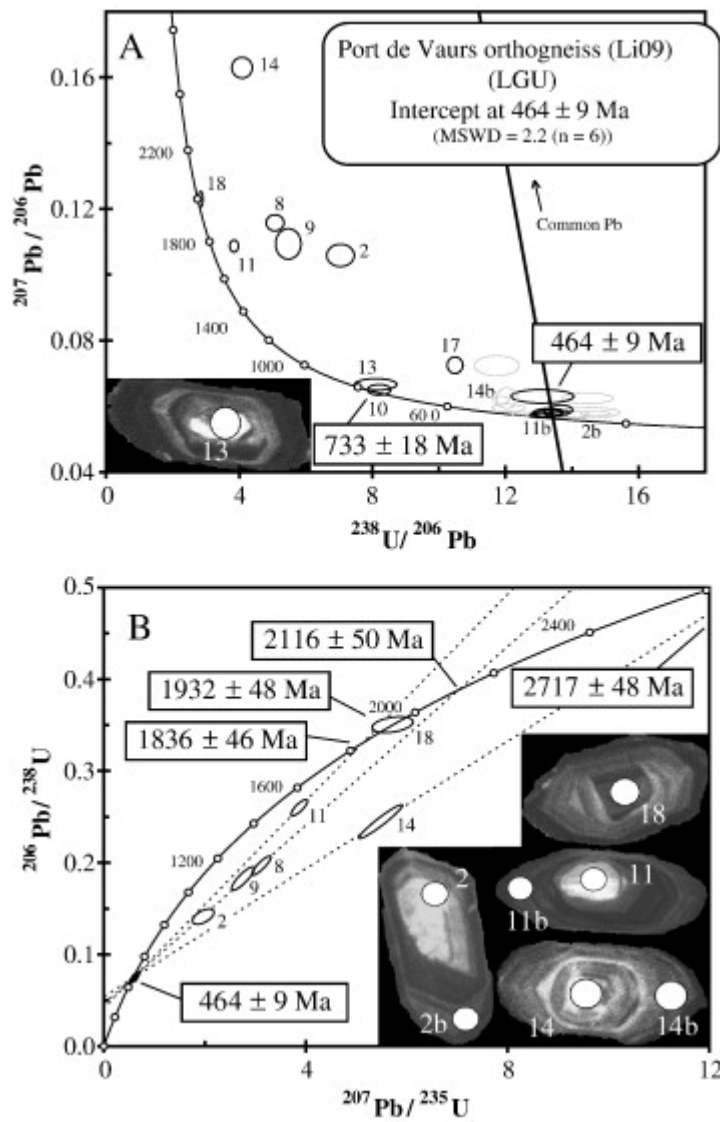 A
Port de Vaurs orthogneiss (Li09)
(LGU)
Intercept at 464 ± 9 Ma
(MSWD = 2.2 (n = 6))
Common Pb
207Pb / 206Pb
0.16
0.12
0.08
0.04
14
2200
18
8
9
1800
11
2
1400
1000
17
464 ± 9 Ma
13
14b
10
60 0
11b
2b
733 ± 18 Ma
13
0
4
8
12
16
238U/ 206Pb
B
0.5
0.4
0.3
0.2
0.1
0.0
206Pb/ 238U
2116 ± 50 Ma
2400
1932 ± 48 Ma
2717 ± 48 Ma
2000
1836 ± 46 Ma
18
1600
11
14
1200
8
9
2
464 ± 9 Ma
18
2
11
11b
2b
14
14b
0
4
8
12
207Pb/ 235U